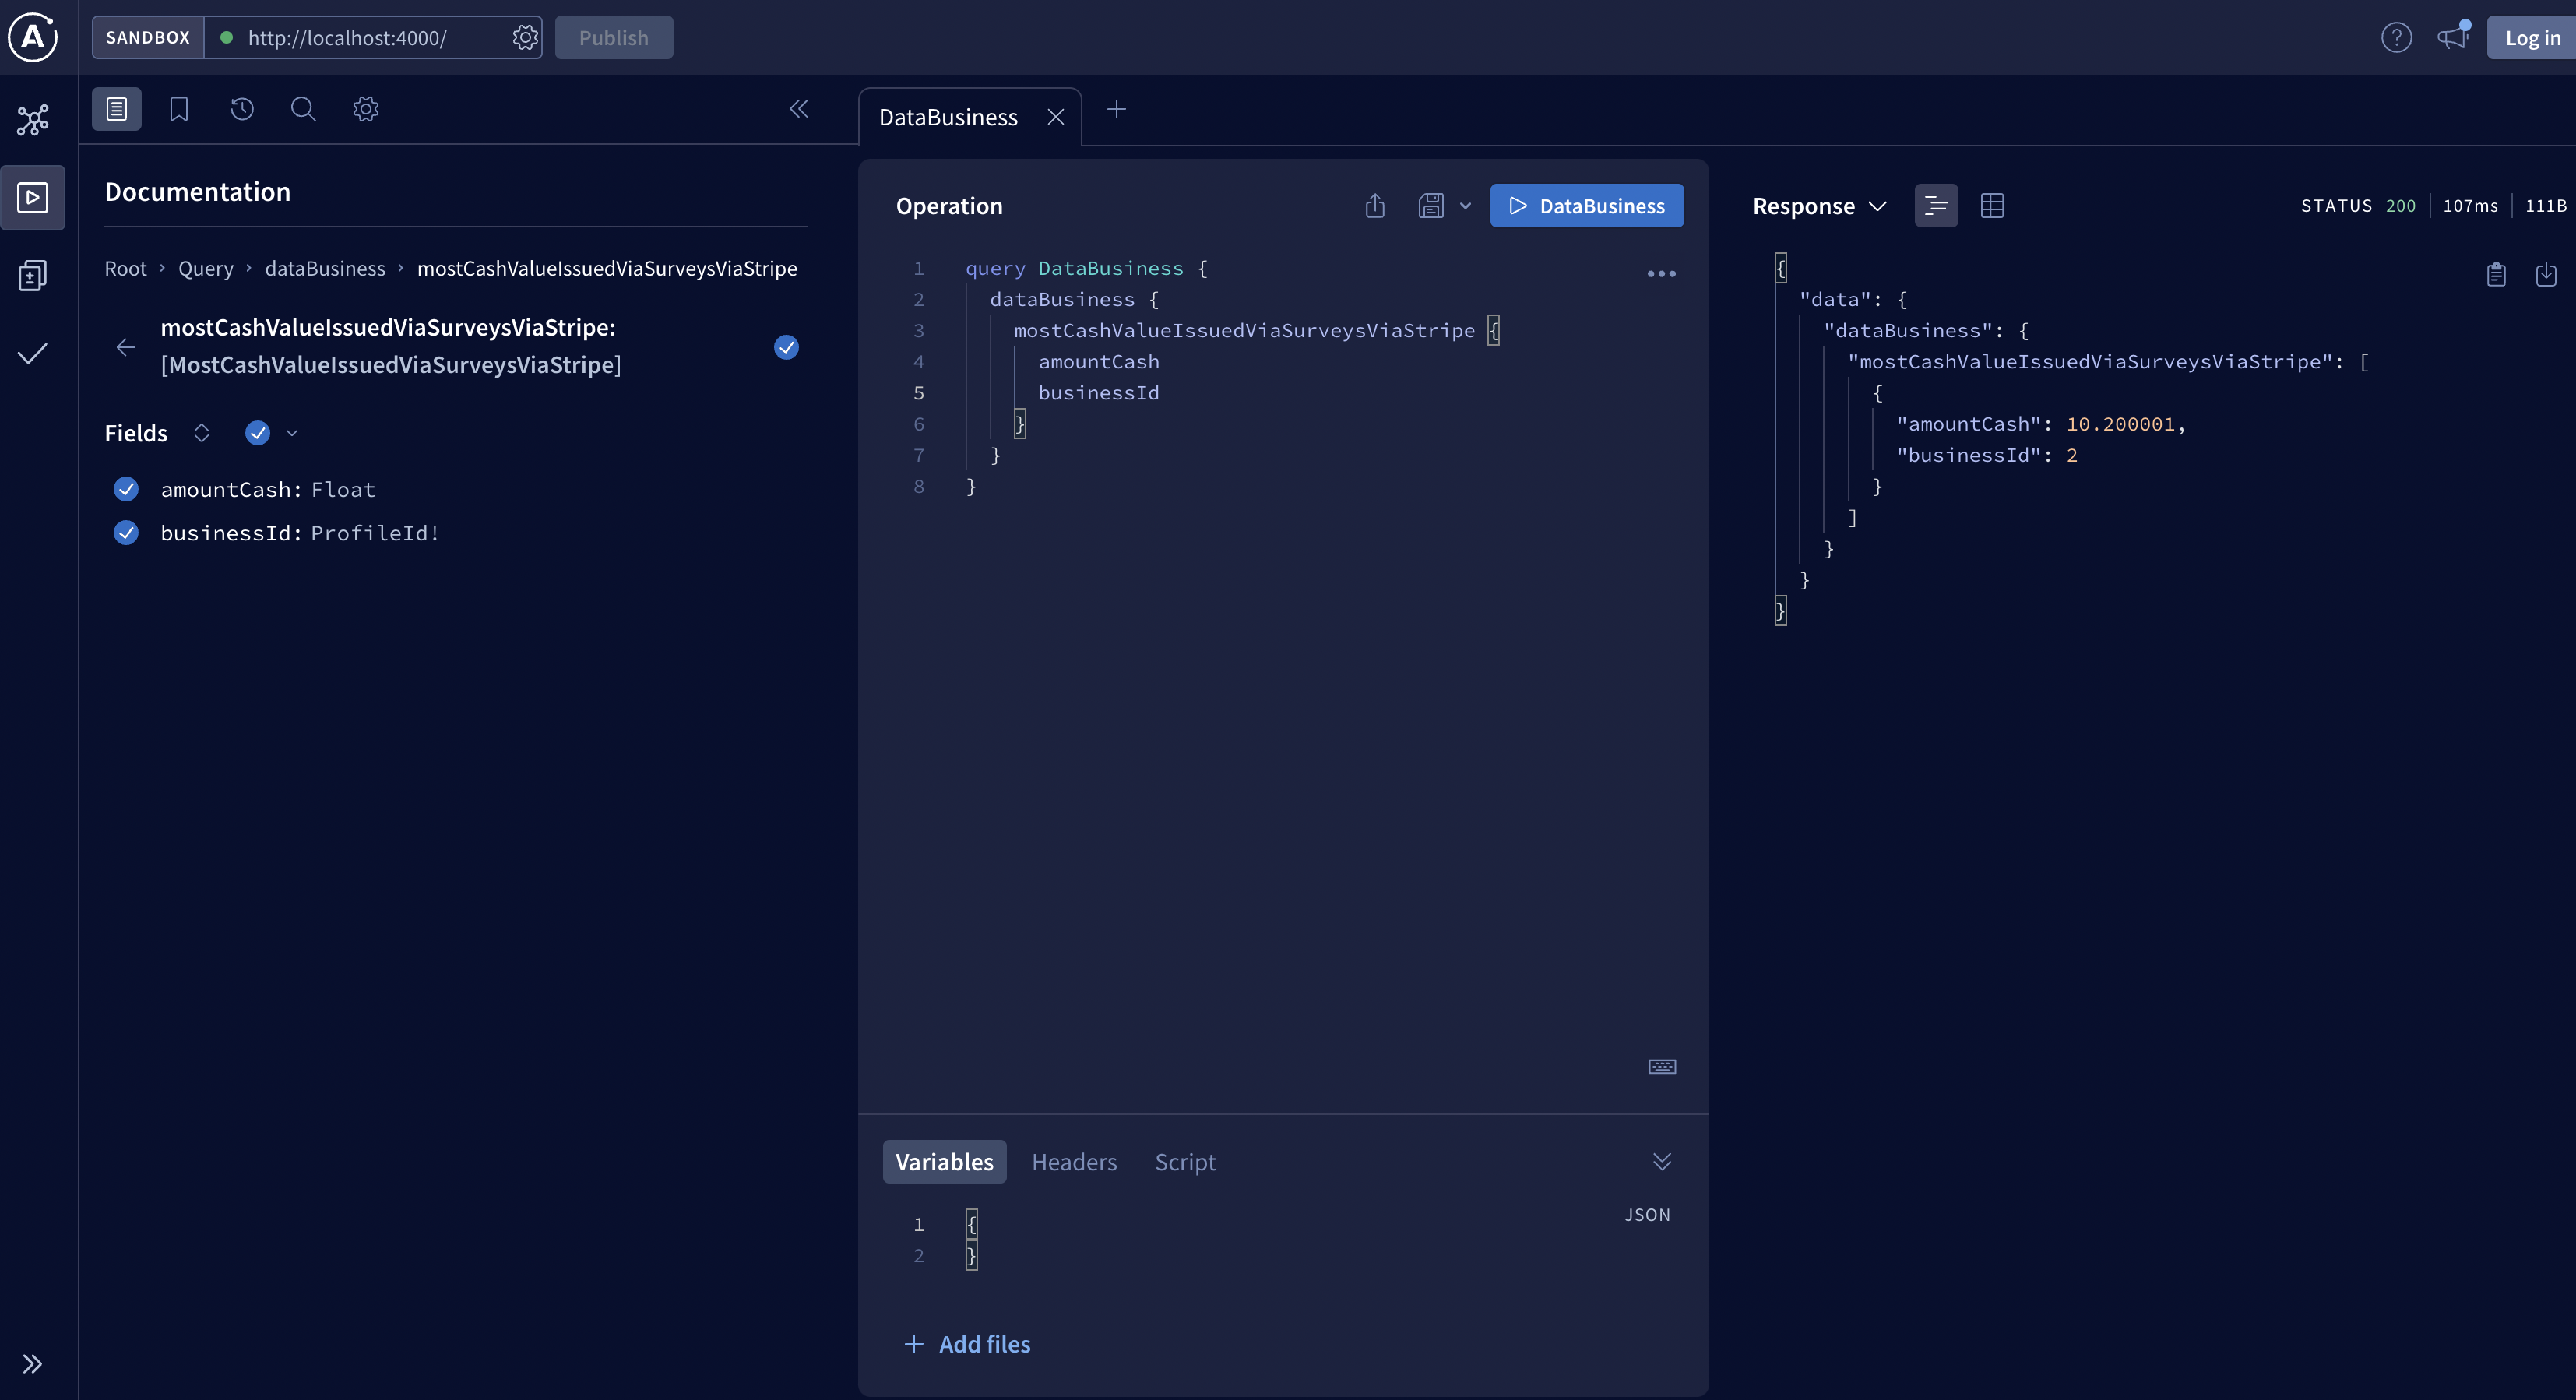 A
SANDBOX
http://localhost:4000/
Publish
?
Log in
DataBusiness
Documentation
Root › Query › dataBusiness › mostCashValueIssuedViaSurveysViaStripe
mostCashValueIssuedViaSurveysViaStripe:
[MostCashValueIssuedViaSurveysViaStripe]
Fields
amountCash: Float
businessId: ProfileId!
Operation
DataBusiness
1 query DataBusiness {
2 dataBusiness {
3 mostCashValueIssuedViaSurveysViaStripe {
4 amountCash
5 businessId
6 }
7 }
8 }
Variables
Headers
Script
JSON
1 {
2 }
+ Add files
Response
STATUS 200 | 107ms | 111B
{
"data": {
"dataBusiness": {
"mostCashValueIssuedViaSurveysViaStripe": [
{
"amountCash": 10.200001,
"businessId": 2
}
]
}
}
}